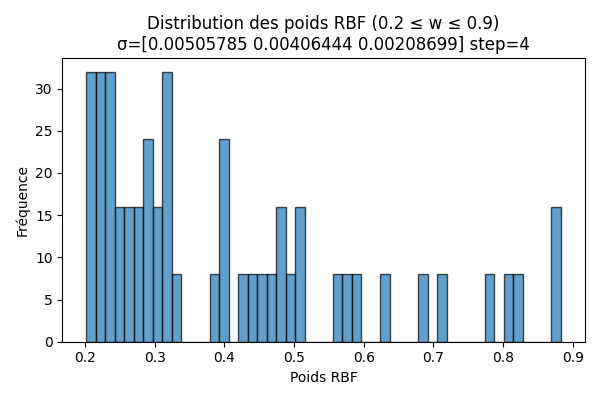 Distribution des poids RBF (0.2 ≤ w ≤ 0.9)
σ=[0.00505785 0.00406444 0.00208699] step=4
Fréquence
30
25
20
15
10
5
0
0.2 0.3 0.4 0.5 0.6 0.7 0.8 0.9
Poids RBF